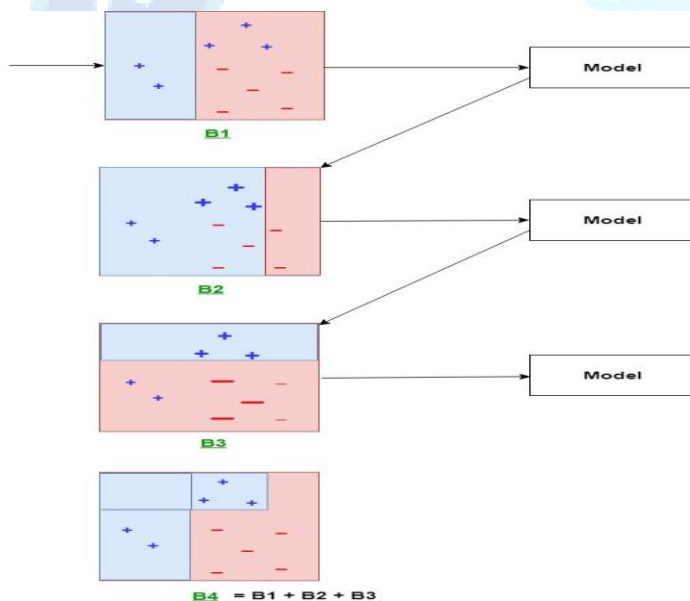 Model
B1
Model
B2
Model
B3
B4 = B1 + B2 + B3